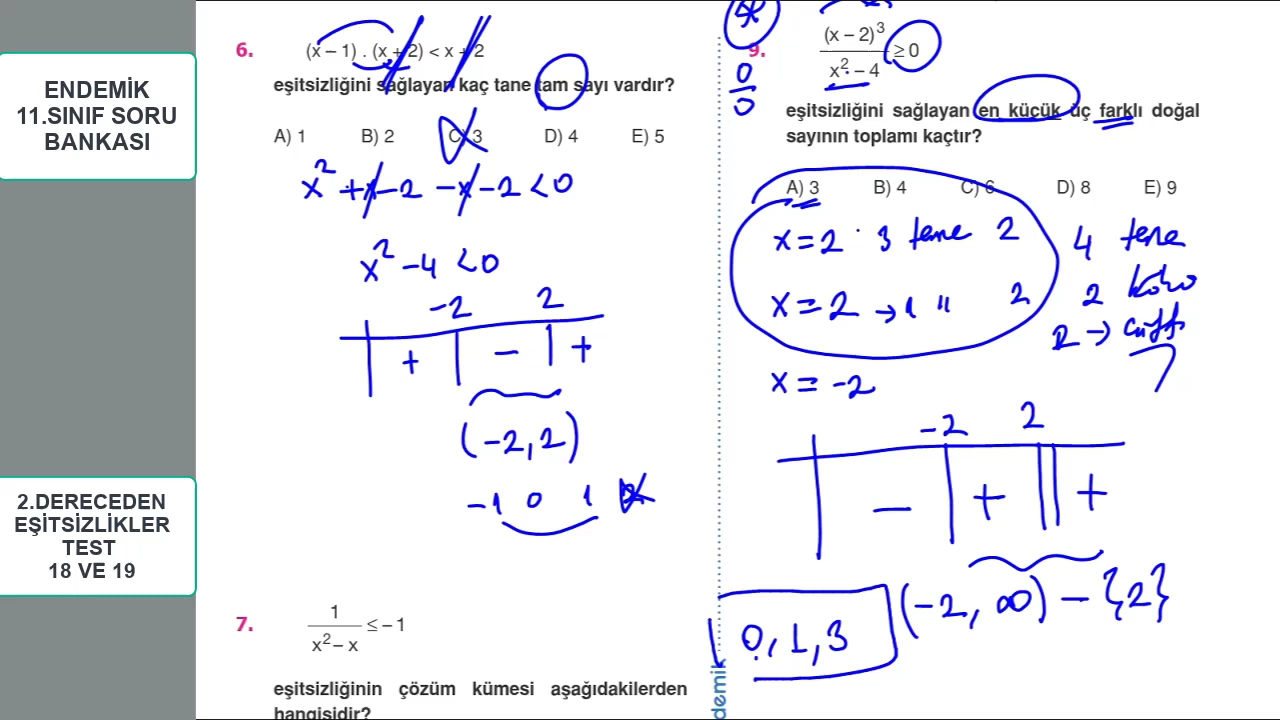 ENDEMİK
11.SINIF SORU
BANKASI
2.DERECEDEN
EŞİTSİZLİKLER
TEST
18 VE 19
6. (x – 1) . (x + 2) < x + 2
eşitsizliğini sağlayan kaç tane tam sayı vardır?
A) 1 B) 2 C) 3 D) 4 E) 5
x² + x - 2 - x - 2 < 0
x² - 4 < 0
-2 2
+ - +
(-2, 2)
-1 0 1
7. 1 / (x² – x) ≤ – 1
eşitsizliğinin çözüm kümesi aşağıdakilerden
hangisidir?
9. (x – 2)³ / (x² – 4) ≥ 0
0/0
eşitsizliğini sağlayan en küçük üç farklı doğal
sayının toplamı kaçtır?
A) 3 B) 4 C) 6 D) 8 E) 9
x = 2 3 tane 2 4 tane
x = 2 → 1 " 2 2
x = -2
-2 2
- + +
(-2, ∞) - {2}
0, 1, 3
demik